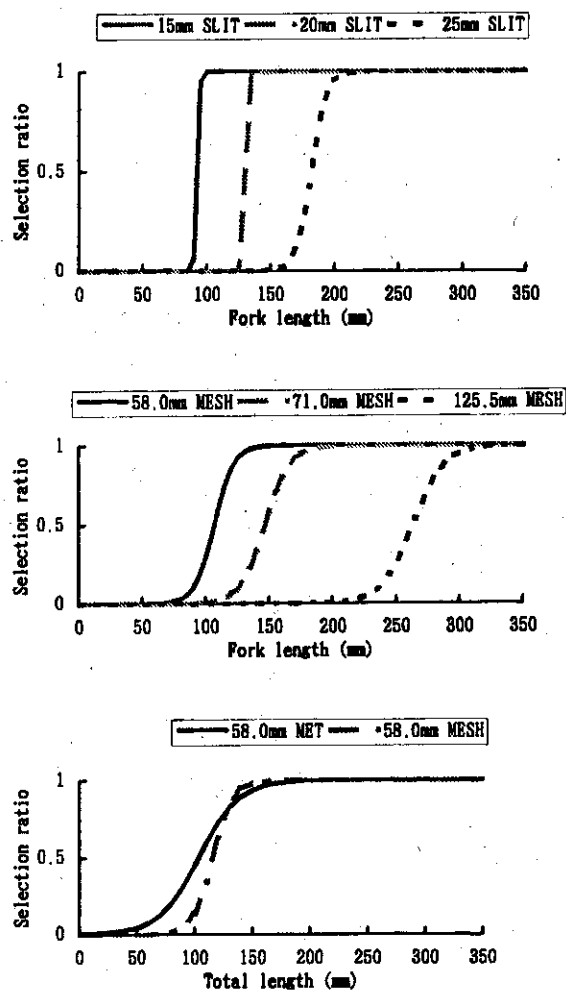 15mm SLIT 20mm SLIT 25mm SLIT
Selection ratio
1
0.5
0
0 50 100 150 200 250 300 350
Fork length (mm)
58.0mm MESH 71.0mm MESH 125.5mm MESH
Selection ratio
1
0.5
0
0 50 100 150 200 250 300 350
Fork length (mm)
58.0mm MET 58.0mm MESH
Selection ratio
1
0.5
0
0 50 100 150 200 250 300 350
Total length (mm)